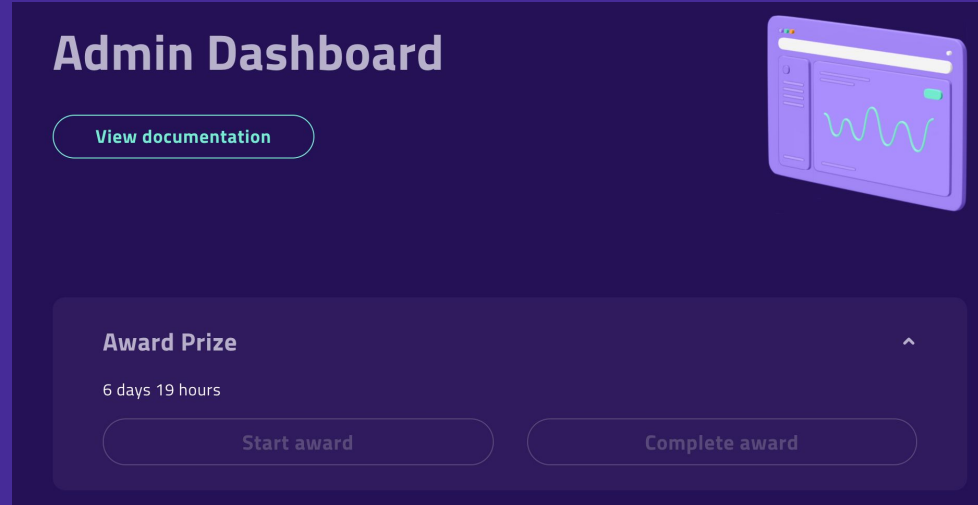 Admin Dashboard
View documentation
Award Prize
6 days 19 hours
Start award
Complete award